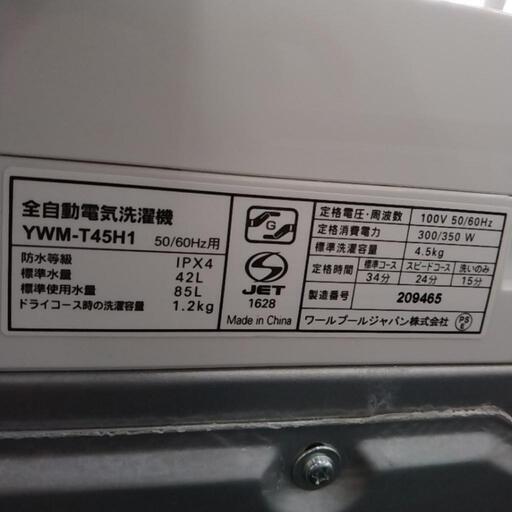 全自動電気洗濯機
YWM-T45H1 50/60Hz用
防水等級 IPX4
標準水量 42L
標準使用水量 85L
ドライコース時の洗濯容量 1.2kg
G
JET
1628
Made in China
定格電圧・周波数 100V 50/60Hz
定格消費電力 300/350 W
標準洗濯容量 4.5kg
定格時間 標準コース スピードコース 洗いのみ
34分 24分 15分
製造番号 209465
ワールプールジャパン株式会社
PS
E